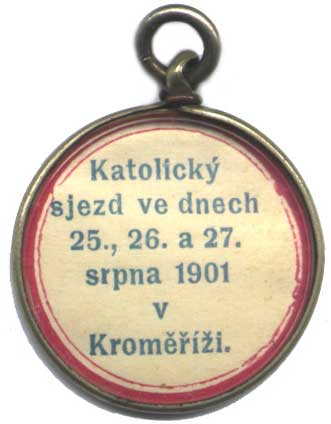 Katolický
sjezd ve dnech
25., 26. a 27.
srpna 1901
v
Kroměříži.